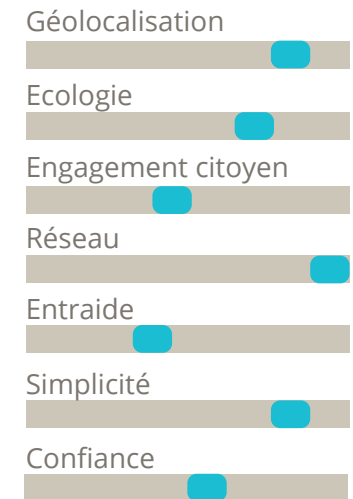 Géolocalisation
Ecologie
Engagement citoyen
Réseau
Entraide
Simplicité
Confiance